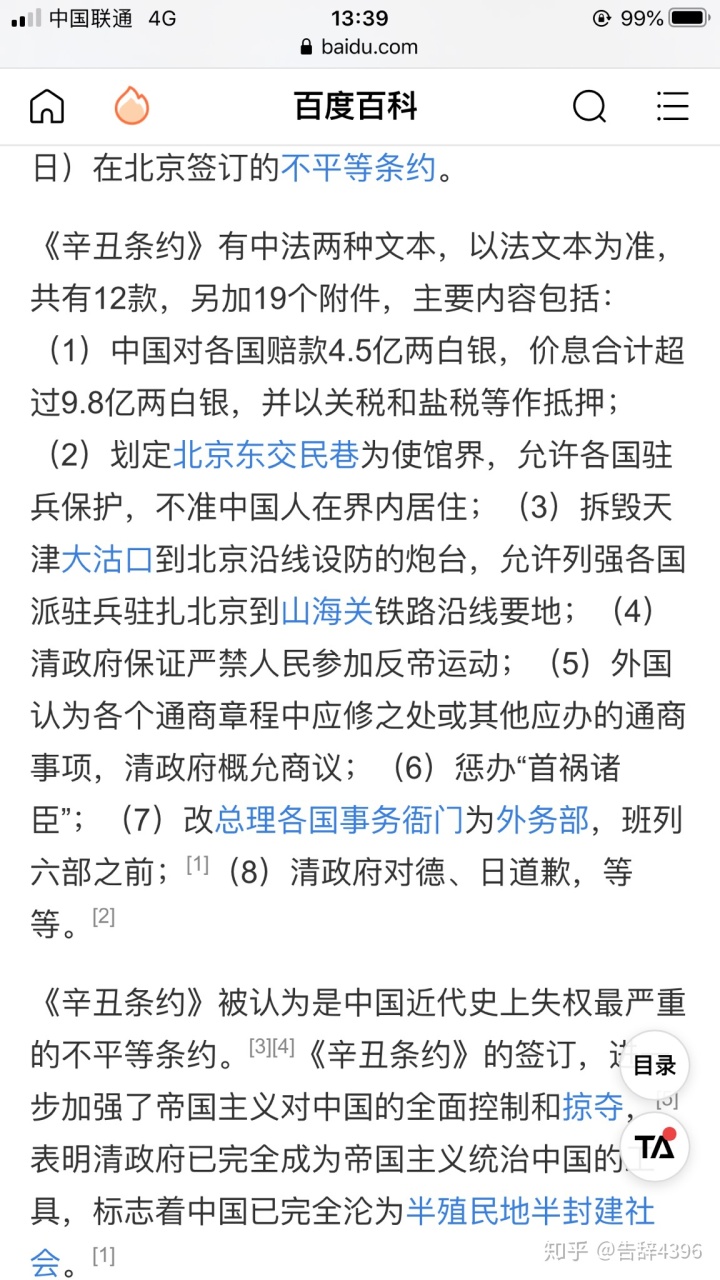 中国联通 4G 13:39 99%
baidu.com
百度百科
日）在北京签订的不平等条约。
《辛丑条约》有中法两种文本，以法文本为准，
共有12款，另加19个附件，主要内容包括：
（1）中国对各国赔款4.5亿两白银，价息合计超
过9.8亿两白银，并以关税和盐税等作抵押；
（2）划定北京东交民巷为使馆界，允许各国驻
兵保护，不准中国人在界内居住；（3）拆毁天
津大沽口到北京沿线设防的炮台，允许列强各国
派驻兵驻扎北京到山海关铁路沿线要地；（4）
清政府保证严禁人民参加反帝运动；（5）外国
认为各个通商章程中应修之处或其他应办的通商
事项，清政府概允商议；（6）惩办“首祸诸
臣”；（7）改总理各国事务衙门为外务部，班列
六部之前；[1]（8）清政府对德、日道歉，等
等。[2]
《辛丑条约》被认为是中国近代史上失权最严重
的不平等条约。[3][4]《辛丑条约》的签订，进
目录
步加强了帝国主义对中国的全面控制和掠夺，[5]
表明清政府已完全成为帝国主义统治中国的工
TA
具，标志着中国已完全沦为半殖民地半封建社
会。[1]
知乎 @告辞4396